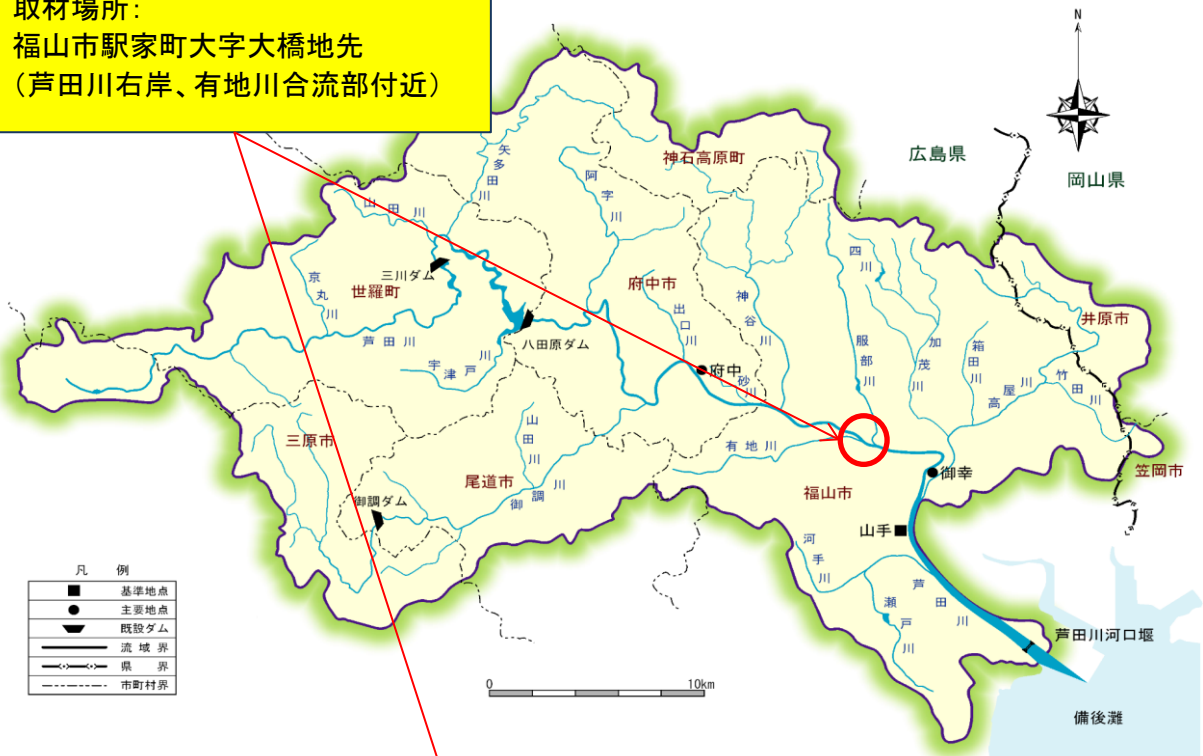 取材場所:
福山市駅家町大字大橋地先
（芦田川右岸、有地川合流部付近）
N
広島県
岡山県
神石高原町
矢多田川
阿字川
山田川
三川ダム
世羅町
京丸川
芦田川
宇津戸川
八田原ダム
府中市
出口川
神谷川
四川
服部川
加茂川
箱田川
高屋川
竹田川
井原市
笠岡市
府中
砂川
有地川
三原市
山田川
尾道市
御調川
御調ダム
福山市
御幸
山手
河手川
瀬戸川
芦田川
芦田川河口堰
備後灘
凡 例
基準地点
主要地点
既設ダム
流域界
県界
市町村界
0 10km